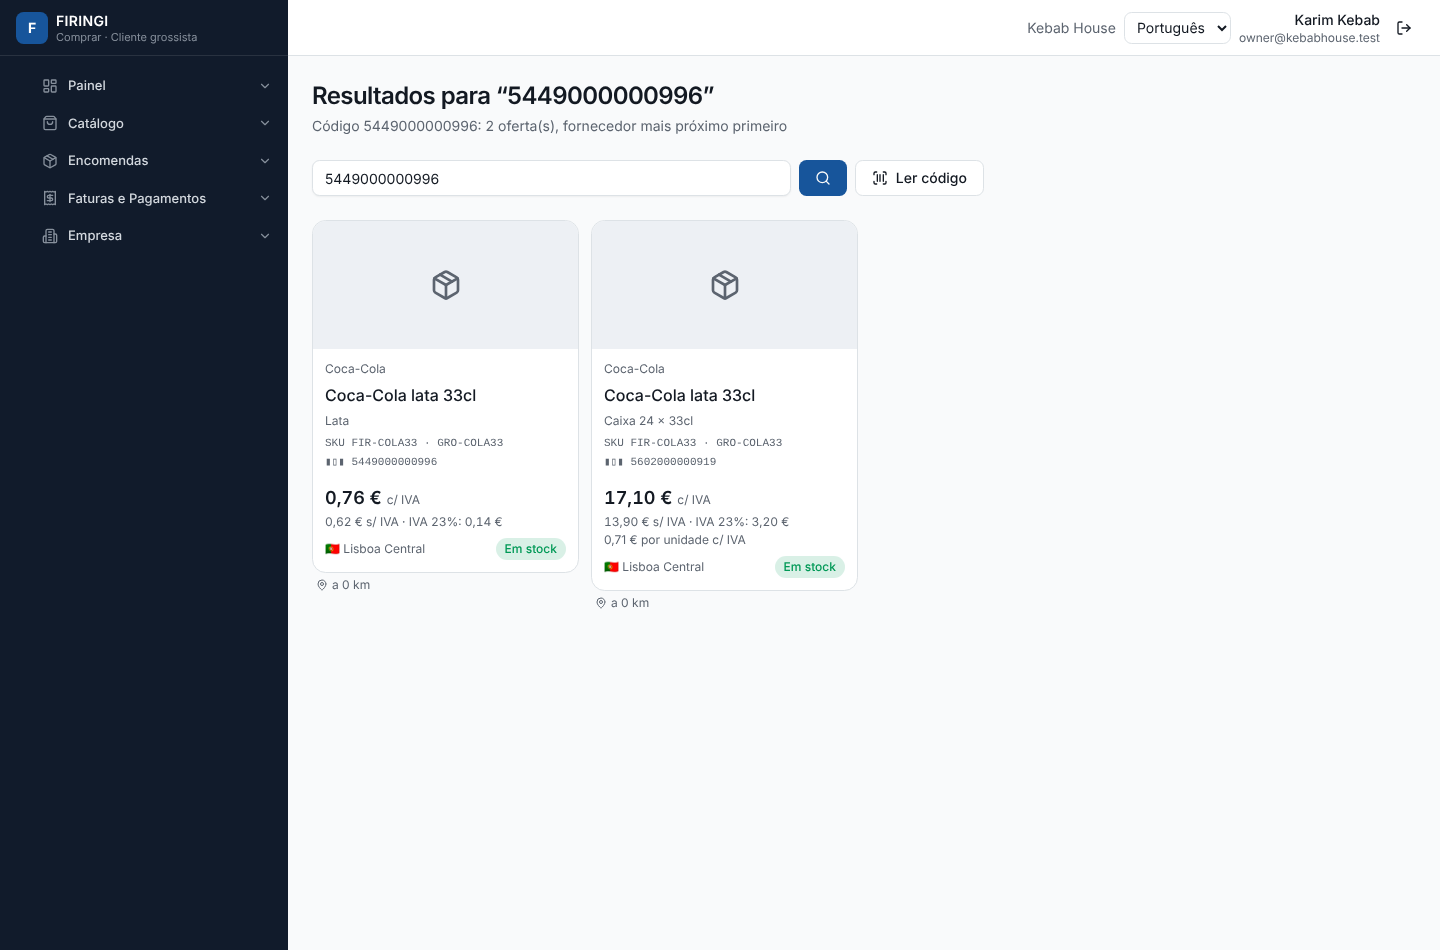 F
FIRINGI
Comprar · Cliente grossista
Kebab House
Português
Karim Kebab
owner@kebabhouse.test
Painel
Catálogo
Encomendas
Faturas e Pagamentos
Empresa
Resultados para “5449000000996”
Código 5449000000996: 2 oferta(s), fornecedor mais próximo primeiro
5449000000996
Ler código
Coca-Cola
Coca-Cola lata 33cl
Lata
SKU FIR-COLA33 · GRO-COLA33
▮▯▮ 5449000000996
0,76 € c/ IVA
0,62 € s/ IVA · IVA 23%: 0,14 €
🇵🇹 Lisboa Central
Em stock
a 0 km
Coca-Cola
Coca-Cola lata 33cl
Caixa 24 × 33cl
SKU FIR-COLA33 · GRO-COLA33
▮▯▮ 5602000000919
17,10 € c/ IVA
13,90 € s/ IVA · IVA 23%: 3,20 €
0,71 € por unidade c/ IVA
🇵🇹 Lisboa Central
Em stock
a 0 km